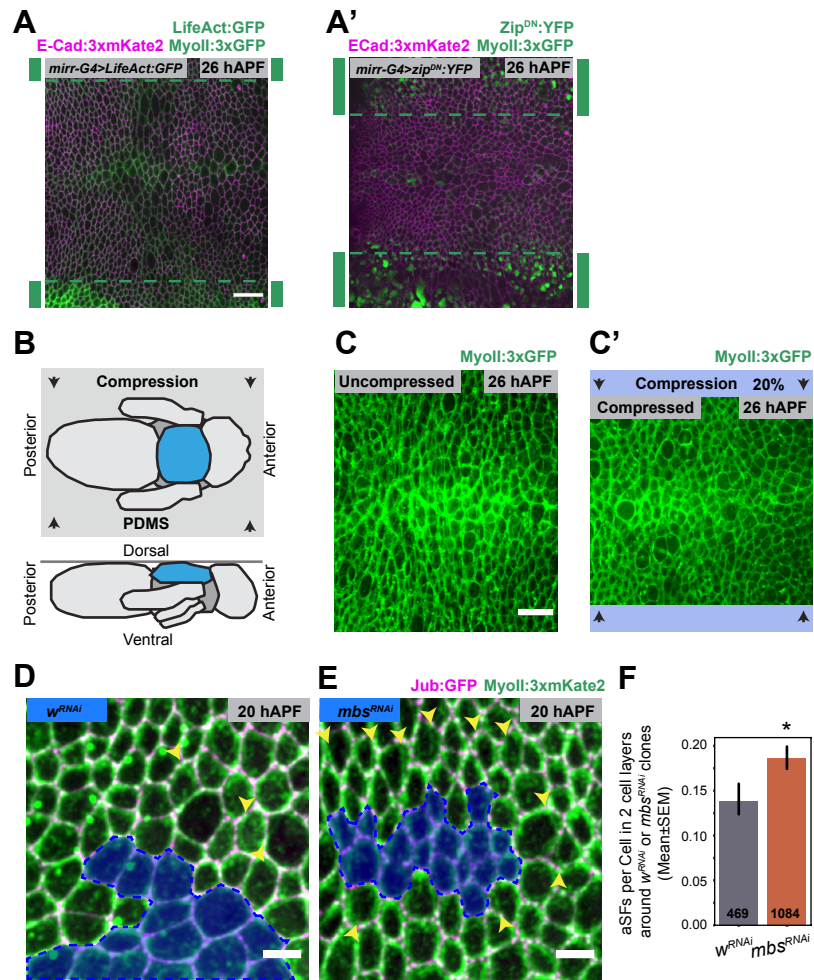 A
LifeAct:GFP
E-Cad:3xmKate2 MyoII:3xGFP
mirr-G4>LifeAct:GFP 26 hAPF
A’
Zip^DN:YFP
ECad:3xmKate2 MyoII:3xGFP
mirr-G4>zip^DN:YFP 26 hAPF
B
Compression
Posterior
Anterior
PDMS
Dorsal
Posterior
Anterior
Ventral
C
MyoII:3xGFP
Uncompressed 26 hAPF
C’
MyoII:3xGFP
Compression 20%
Compressed 26 hAPF
D
w^RNAi 20 hAPF
E
Jub:GFP MyoII:3xmKate2
mbs^RNAi 20 hAPF
F
aSFs per Cell in 2 cell layers
around w^RNAi or mbs^RNAi clones
(Mean±SEM)
0.20
0.15
0.10
0.05
0.00
*
469 1084
w^RNAi mbs^RNAi